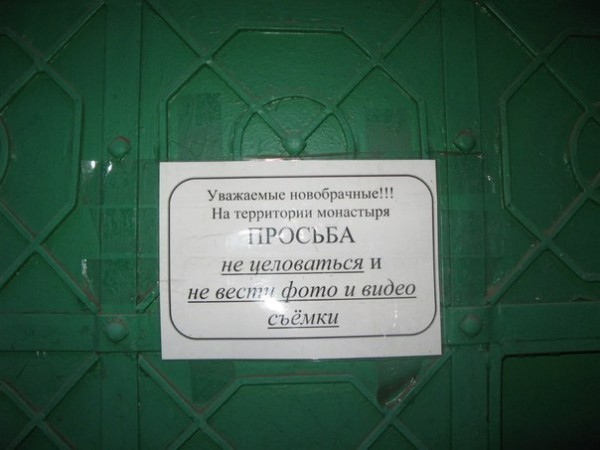 Уважаемые новобрачные!!!
На территории монастыря
ПРОСЬБА
не целоваться и
не вести фото и видео
съёмки